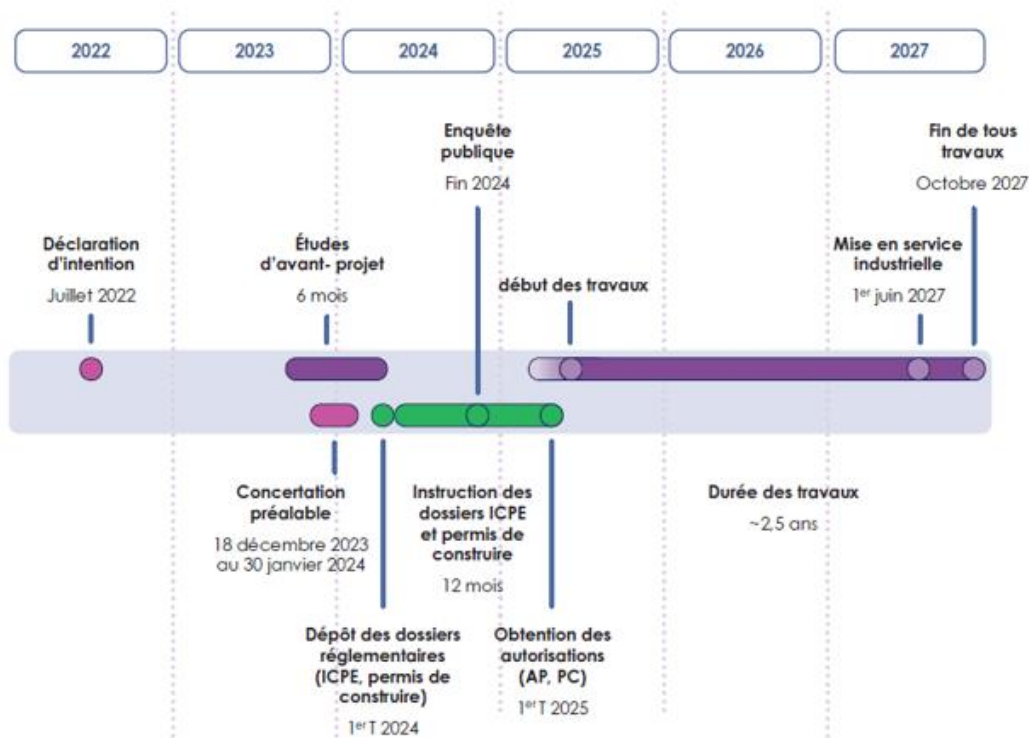 2022
2023
2024
2025
2026
2027
Enquête
publique
Fin 2024
Fin de tous
travaux
Octobre 2027
Déclaration
d'intention
Juillet 2022
Études
d'avant- projet
6 mois
début des travaux
Mise en service
industrielle
1er juin 2027
Concertation
préalable
18 décembre 2023
au 30 janvier 2024
Instruction des
dossiers ICPE
et permis de
construire
12 mois
Durée des travaux
~2,5 ans
Dépôt des dossiers
réglementaires
(ICPE, permis de
construire)
1er T 2024
Obtention des
autorisations
(AP, PC)
1er T 2025